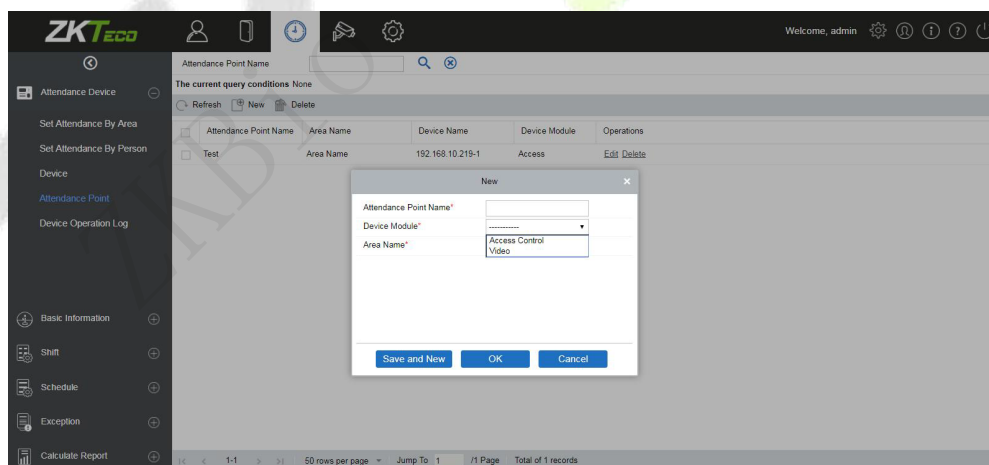 ZKTECO
Welcome, admin
Attendance Point Name
The current query conditions None
Refresh New Delete
Attendance Device
Set Attendance By Area
Set Attendance By Person
Device
Attendance Point
Device Operation Log
Basic Information
Shift
Schedule
Exception
Calculate Report
Attendance Point Name Area Name Device Name Device Module Operations
Test Area Name 192.168.10.219-1 Access Edit Delete
New
Attendance Point Name*
Device Module* -----------
Access Control
Video
Area Name*
Save and New OK Cancel
1-1 50 rows per page Jump To 1 /1 Page Total of 1 records